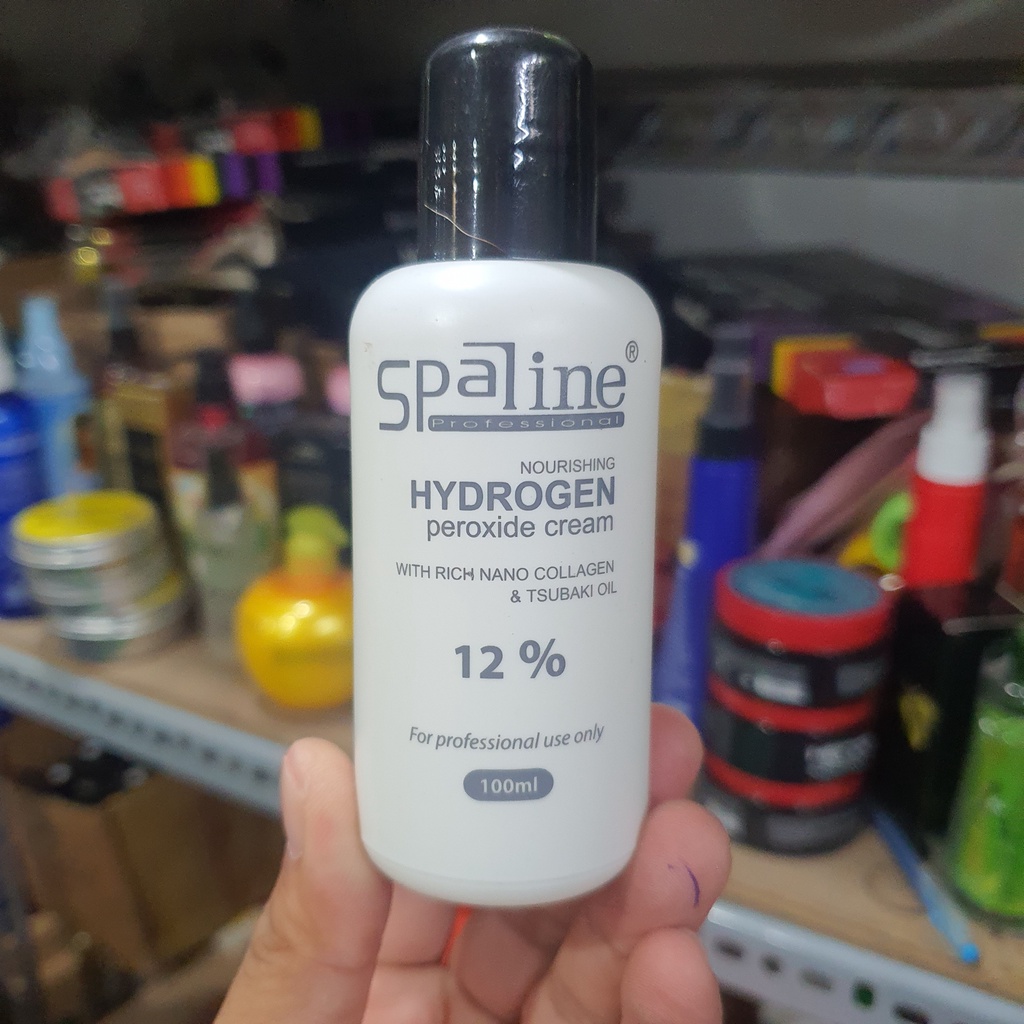 Spaline®
Professional
NOURISHING
HYDROGEN
peroxide cream
WITH RICH NANO COLLAGEN
& TSUBAKI OIL
12 %
For professional use only
100ml